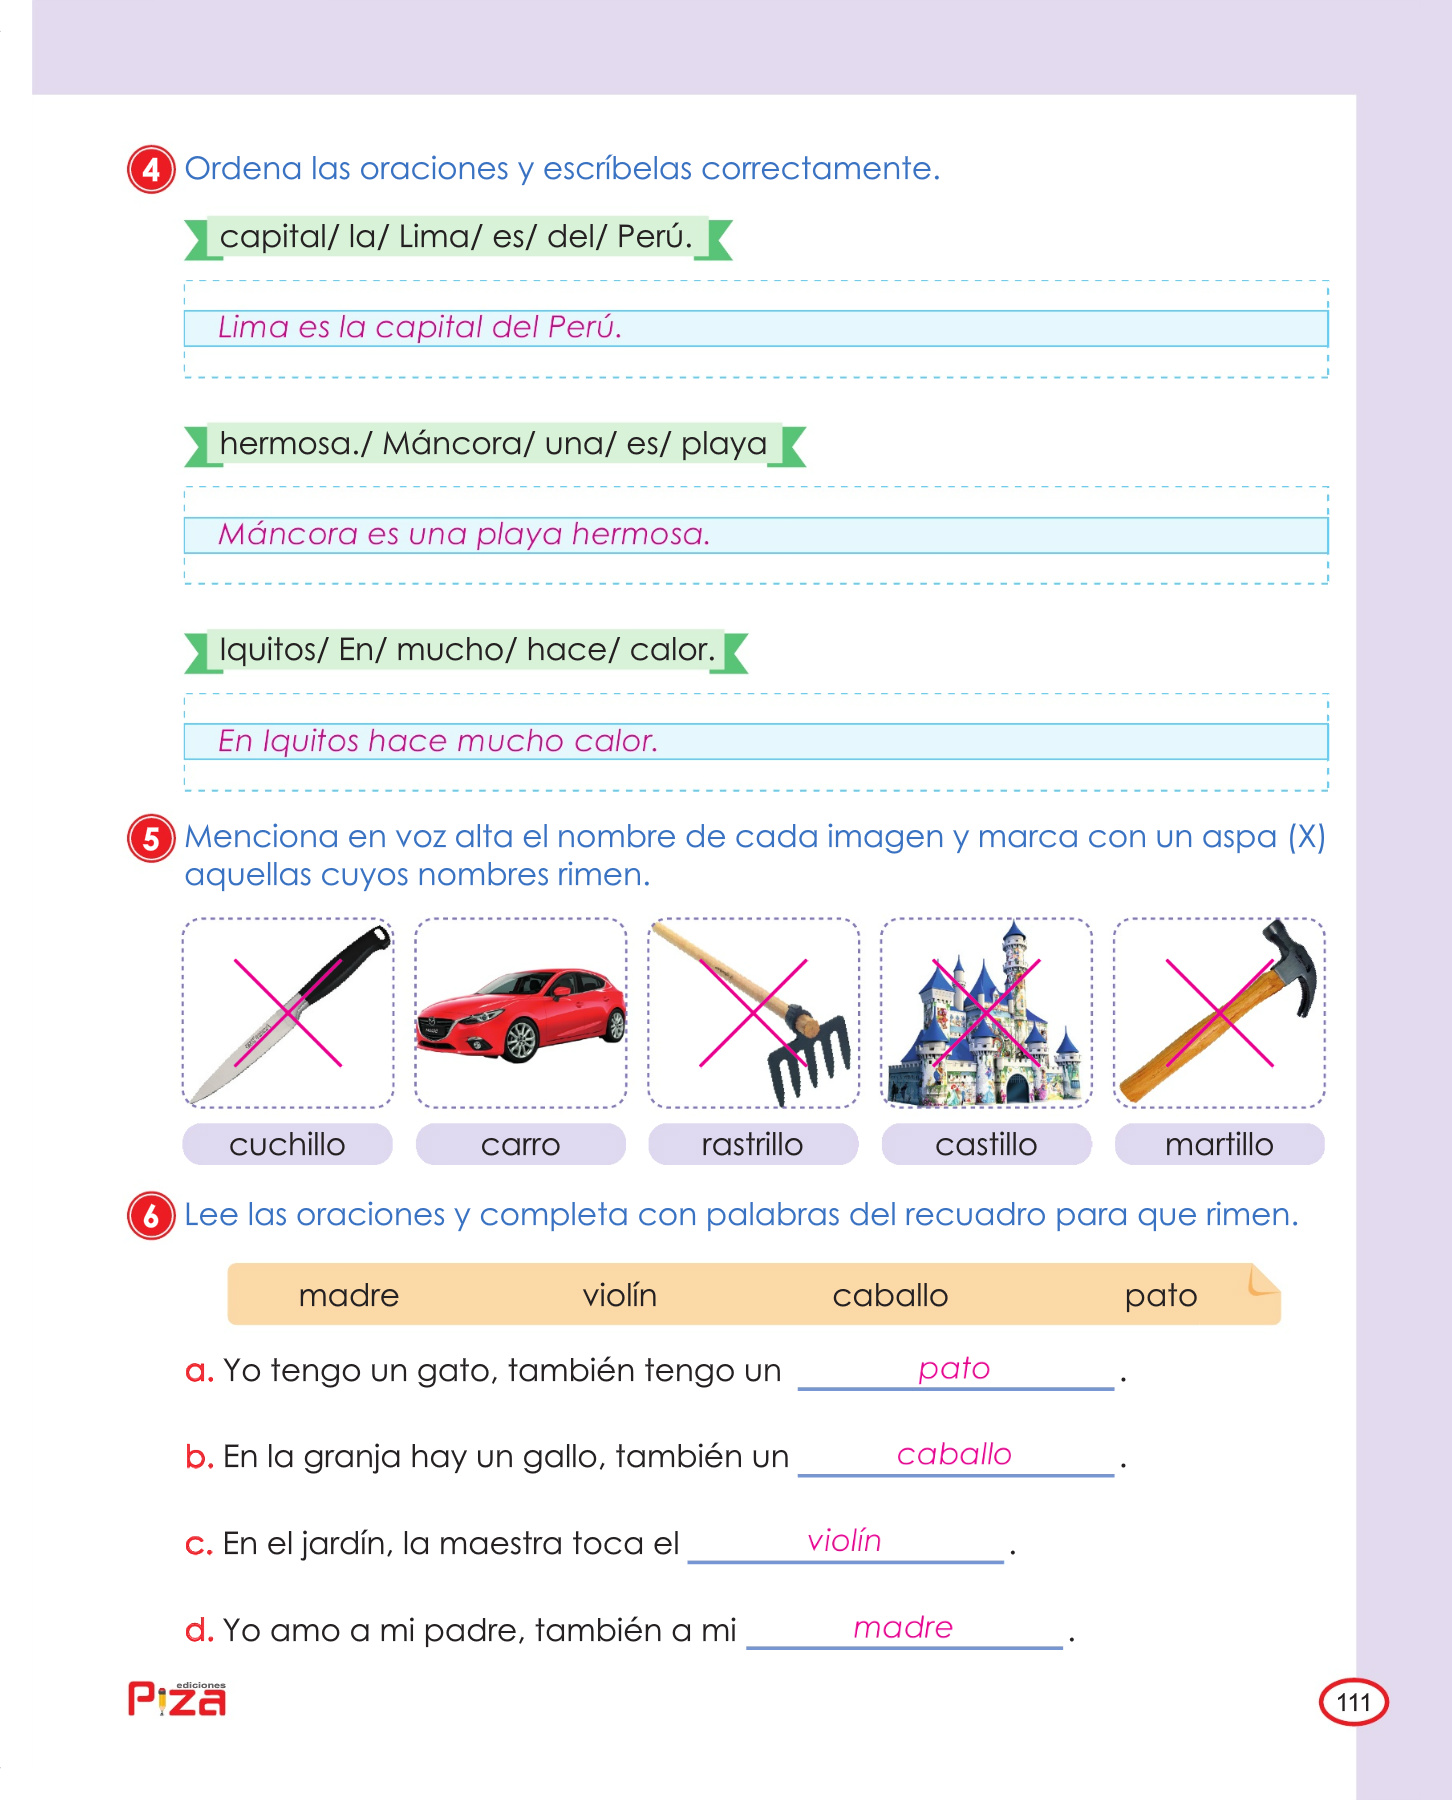 4 Ordena las oraciones y escríbelas correctamente.
capital/ la/ Lima/ es/ del/ Perú.
Lima es la capital del Perú.
hermosa./ Máncora/ una/ es/ playa
Máncora es una playa hermosa.
Iquitos/ En/ mucho/ hace/ calor.
En Iquitos hace mucho calor.
5 Menciona en voz alta el nombre de cada imagen y marca con un aspa (X)
aquellas cuyos nombres rimen.
cuchillo carro rastrillo castillo martillo
6 Lee las oraciones y completa con palabras del recuadro para que rimen.
madre violín caballo pato
a. Yo tengo un gato, también tengo un pato.
b. En la granja hay un gallo, también un caballo.
c. En el jardín, la maestra toca el violín.
d. Yo amo a mi padre, también a mi madre.
ediciones
Piza
111